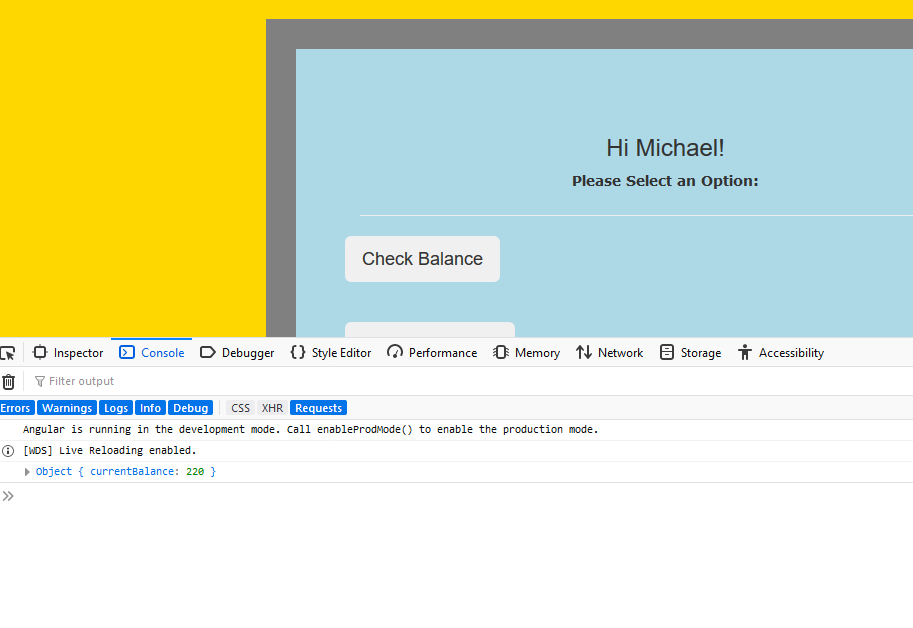 Hi Michael!
Please Select an Option:
Check Balance
Inspector Console Debugger Style Editor Performance Memory Network Storage Accessibility
Filter output
Errors Warnings Logs Info Debug CSS XHR Requests
Angular is running in the development mode. Call enableProdMode() to enable the production mode.
[WDS] Live Reloading enabled.
Object { currentBalance: 220 }